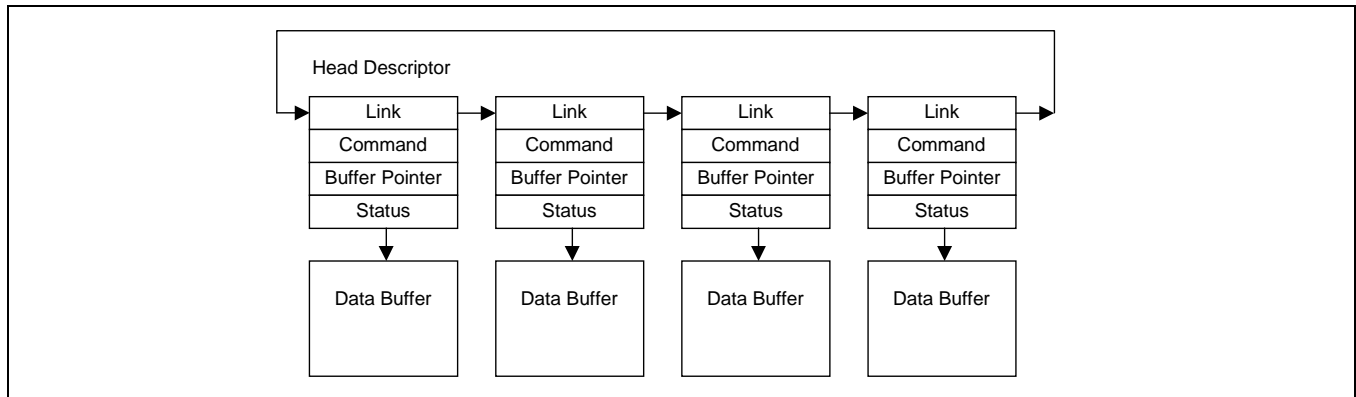 Head Descriptor
Link Link Link Link
Command Command Command Command
Buffer Pointer Buffer Pointer Buffer Pointer Buffer Pointer
Status Status Status Status
Data Buffer Data Buffer Data Buffer Data Buffer